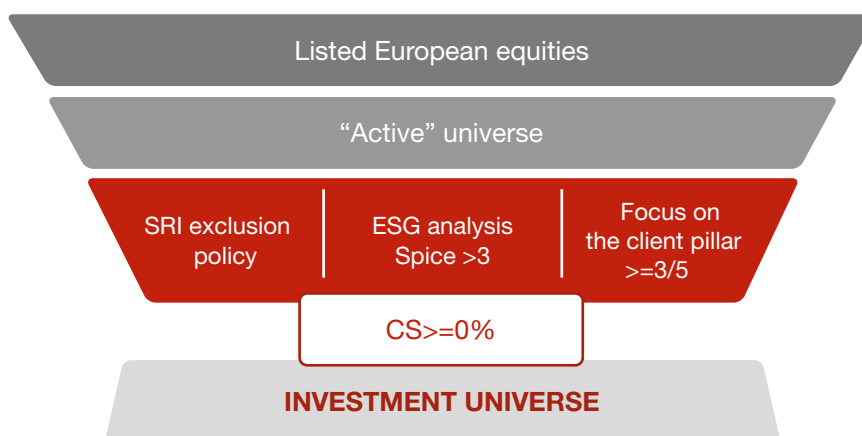 Listed European equities
“Active” universe
SRI exclusion
policy
ESG analysis
Spice >3
Focus on
the client pillar
>=3/5
CS>=0%
INVESTMENT UNIVERSE